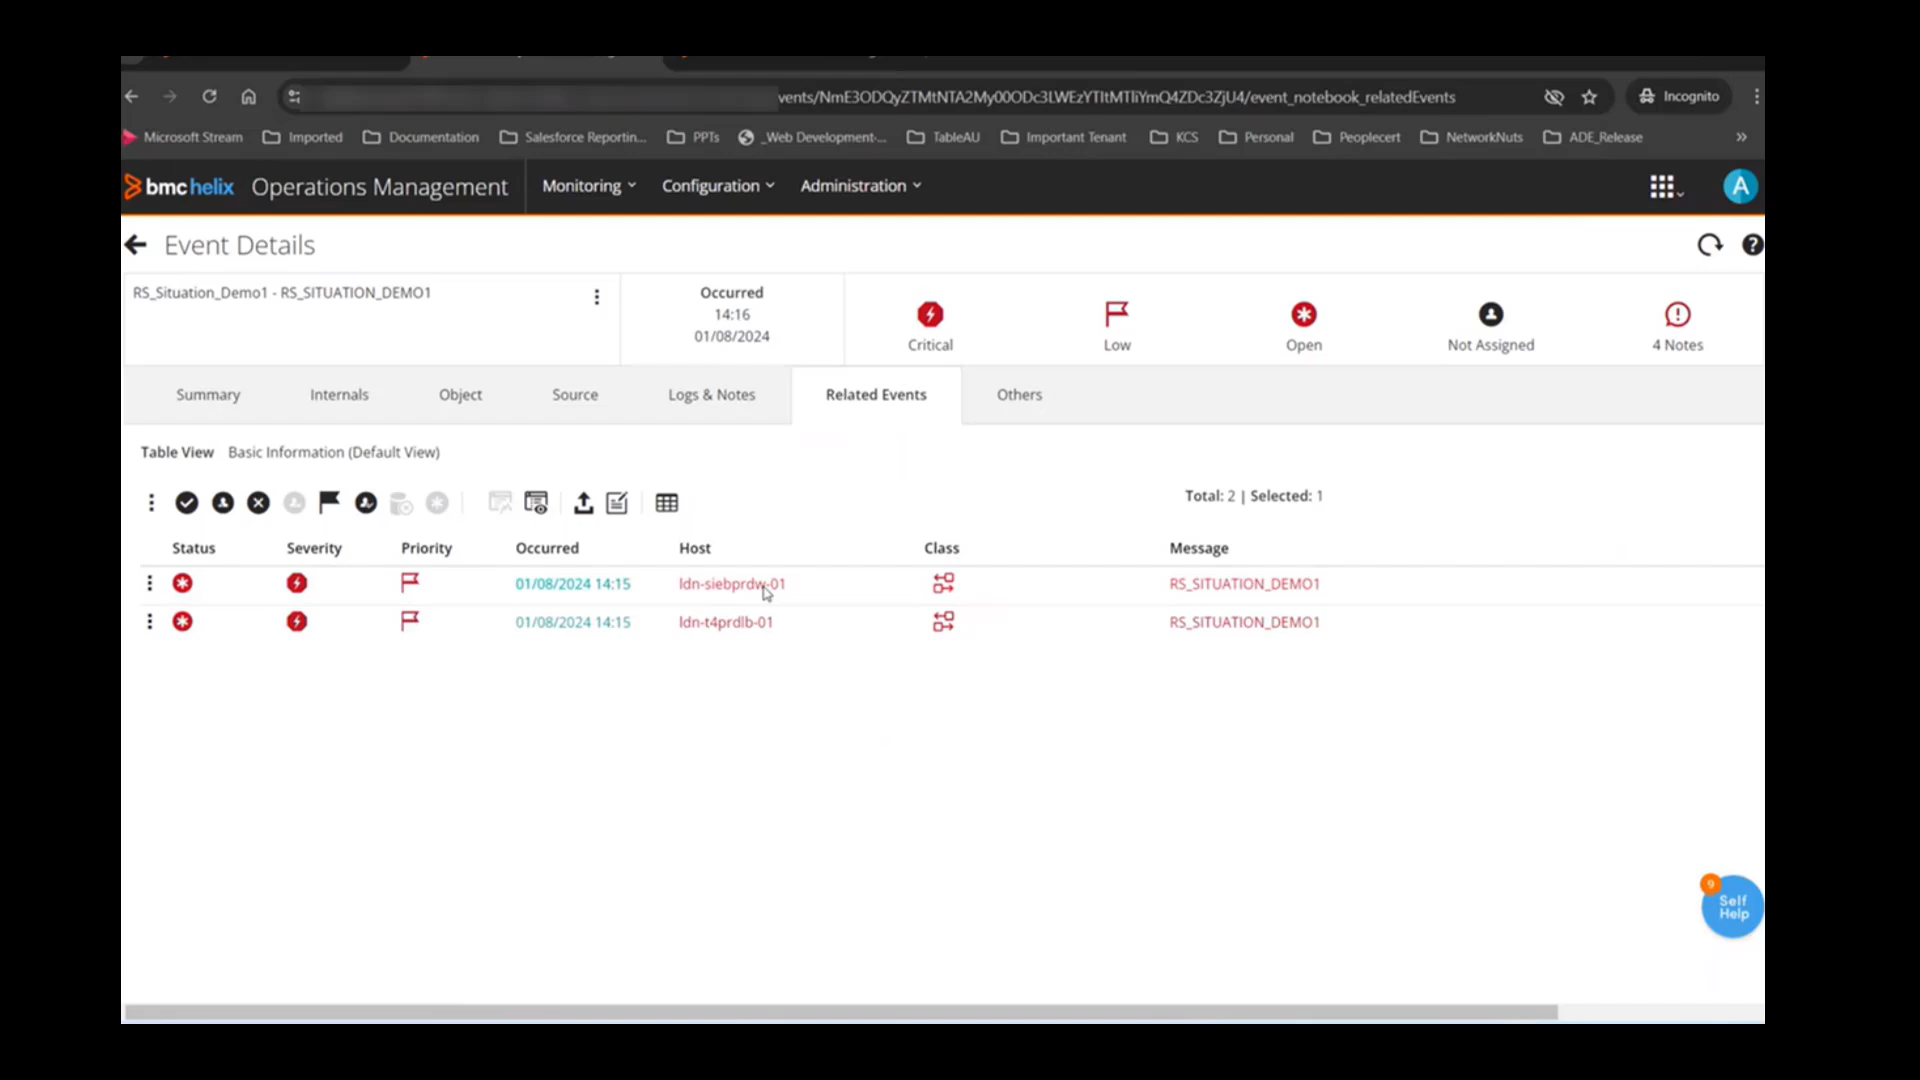 vents/NmE3ODQyZTMtNTA2My00ODc3LWEzYTItMTliYmQ4ZDc3ZjU4/event_notebook_relatedEvents Incognito
Microsoft Stream Imported Documentation Salesforce Reportin... PPTs _Web Development-... TableAU Important Tenant KCS Personal Peoplecert NetworkNuts ADE_Release »
bmc helix Operations Management Monitoring Configuration Administration A
Event Details ?
RS_Situation_Demo1 - RS_SITUATION_DEMO1
Occurred
14:16
01/08/2024
Critical Low Open Not Assigned 4 Notes
Summary Internals Object Source Logs & Notes Related Events Others
Table View Basic Information (Default View)
Total: 2 | Selected: 1
Status Severity Priority Occurred Host Class Message
01/08/2024 14:15 ldn-siebprdw-01 RS_SITUATION_DEMO1
01/08/2024 14:15 ldn-t4prdlb-01 RS_SITUATION_DEMO1
9
Self
Help